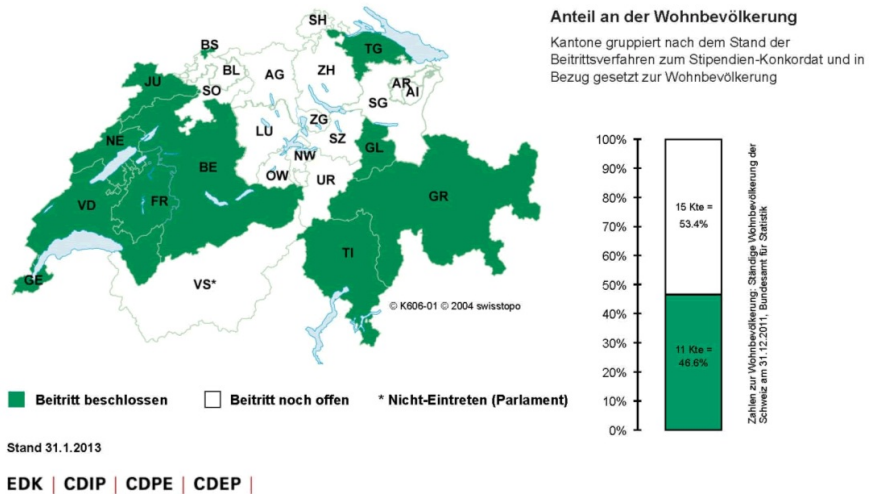 Anteil an der Wohnbevölkerung
Kantone gruppiert nach dem Stand der
Beitrittsverfahren zum Stipendien-Konkordat und in
Bezug gesetzt zur Wohnbevölkerung
SH
BS
TG
BL
AG
ZH
JU
SO
AR
AI
SG
ZG
LU
SZ
NE
GL
BE
NW
OW
UR
GR
VD
FR
TI
GE
VS*
© K606-01 © 2004 swisstopo
100%
90%
80%
70%
60%
50%
40%
30%
20%
10%
0%
15 Kte =
53.4%
11 Kte =
46.6%
Zahlen zur Wohnbevölkerung: Ständige Wohnbevölkerung der
Schweiz am 31.12.2011, Bundesamt für Statistik
Beitritt beschlossen
Beitritt noch offen
* Nicht-Eintreten (Parlament)
Stand 31.1.2013
EDK | CDIP | CDPE | CDEP |